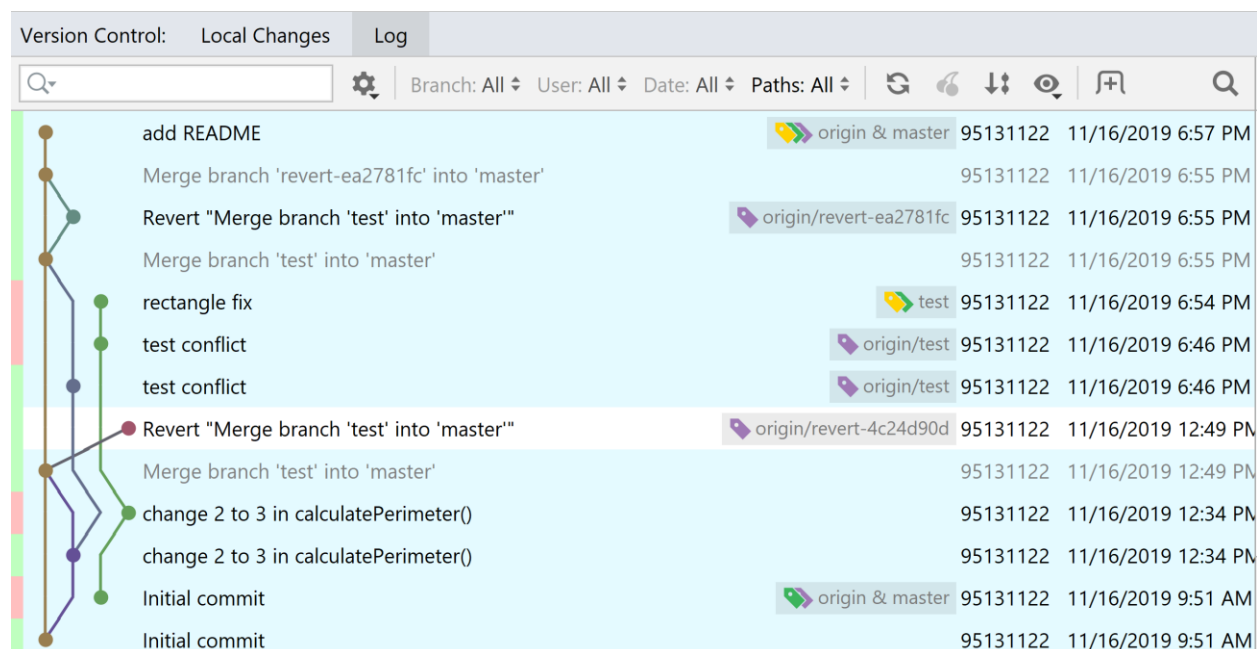 Version Control: Local Changes Log
Branch: All User: All Date: All Paths: All
add README origin & master 95131122 11/16/2019 6:57 PM
Merge branch 'revert-ea2781fc' into 'master' 95131122 11/16/2019 6:55 PM
Revert "Merge branch 'test' into 'master'" origin/revert-ea2781fc 95131122 11/16/2019 6:55 PM
Merge branch 'test' into 'master' 95131122 11/16/2019 6:55 PM
rectangle fix test 95131122 11/16/2019 6:54 PM
test conflict origin/test 95131122 11/16/2019 6:46 PM
test conflict origin/test 95131122 11/16/2019 6:46 PM
Revert "Merge branch 'test' into 'master'" origin/revert-4c24d90d 95131122 11/16/2019 12:49 PM
Merge branch 'test' into 'master' 95131122 11/16/2019 12:49 PM
change 2 to 3 in calculatePerimeter() 95131122 11/16/2019 12:34 PM
change 2 to 3 in calculatePerimeter() 95131122 11/16/2019 12:34 PM
Initial commit origin & master 95131122 11/16/2019 9:51 AM
Initial commit 95131122 11/16/2019 9:51 AM